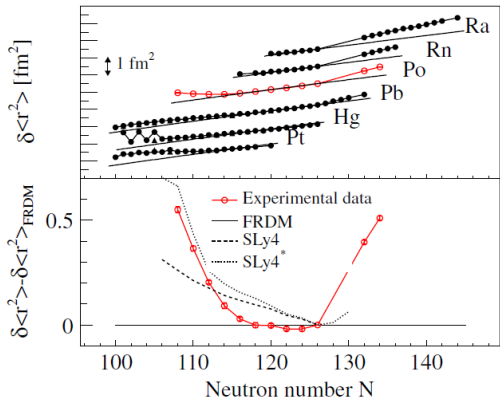 δ<r²> [fm²]
1 fm²
Ra
Rn
Po
Pb
Hg
Pt
δ<r²>-δ<r²>FRDM
0.5
0
Experimental data
FRDM
SLy4
SLy4*
100 110 120 130 140
Neutron number N